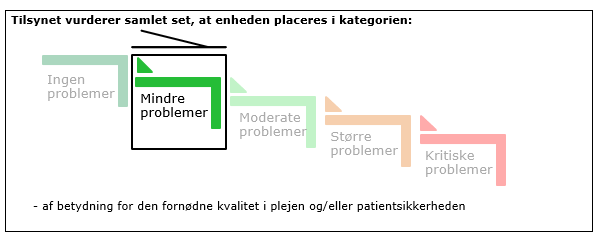 Tilsynet vurderer samlet set, at enheden placeres i kategorien:
Ingen
problemer
Mindre
problemer
Moderate
problemer
Større
problemer
Kritiske
problemer
- af betydning for den fornødne kvalitet i plejen og/eller patientsikkerheden